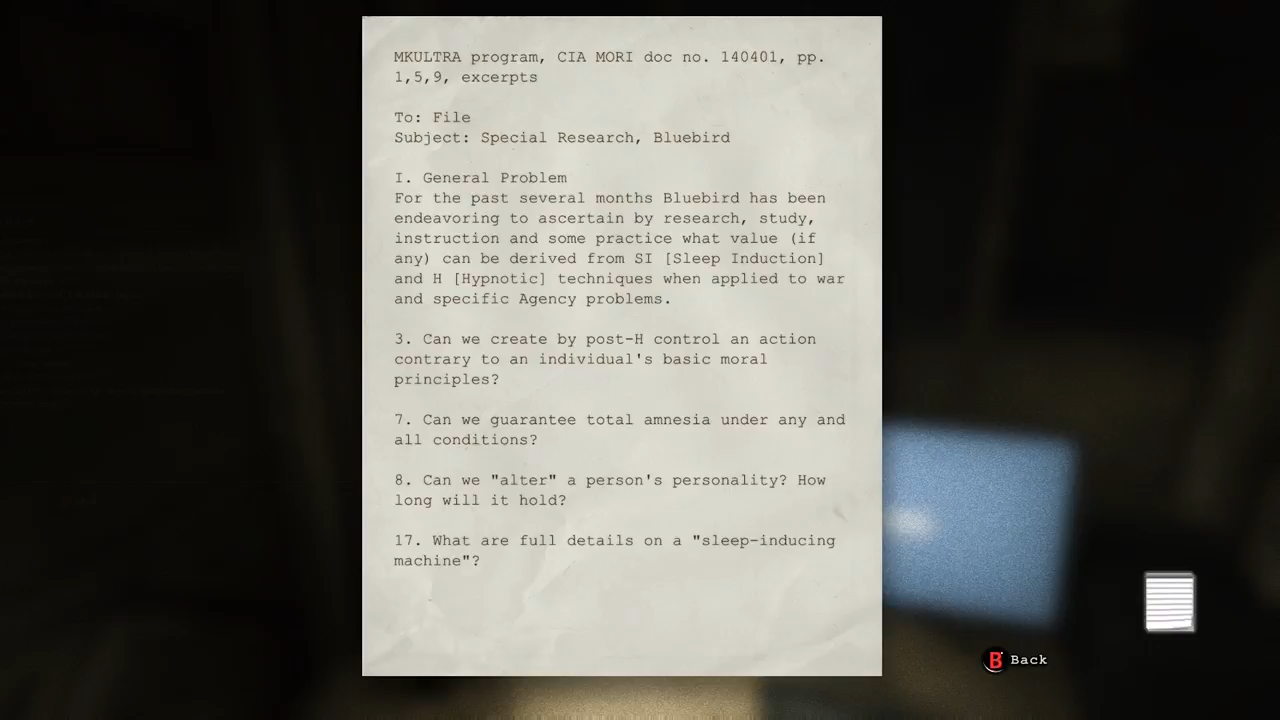 MKULTRA program, CIA MORI doc no. 140401, pp.
1,5,9, excerpts
To: File
Subject: Special Research, Bluebird
I. General Problem
For the past several months Bluebird has been
endeavoring to ascertain by research, study,
instruction and some practice what value (if
any) can be derived from SI [Sleep Induction]
and H [Hypnotic] techniques when applied to war
and specific Agency problems.
3. Can we create by post-H control an action
contrary to an individual's basic moral
principles?
7. Can we guarantee total amnesia under any and
all conditions?
8. Can we "alter" a person's personality? How
long will it hold?
17. What are full details on a "sleep-inducing
machine"?
B Back